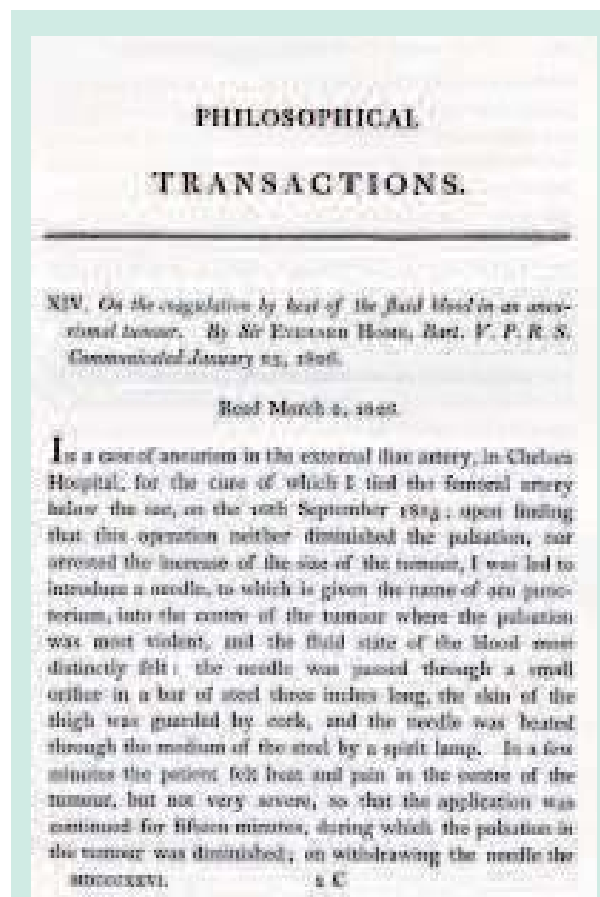 PHILOSOPHICAL
TRANSACTIONS.
XIV. On the coagulation by heat of the fluid blood in an aneu-
rismal tumour. By Sir EVERARD HOME, Bart. V. P. R. S.
Communicated January 1826.
Read March 1826.
In a case of aneurism in the external iliac artery, in Chelsea
Hospital, for the cure of which I tied the femoral artery
below the sac, on the 10th September 1825; upon finding
that this operation neither diminished the pulsation, nor
arrested the increase of the size of the tumour, I was led to
introduce a needle, to which is given the name of acu punc-
torium, into the centre of the tumour where the pulsation
was most violent, and the fluid state of the blood most
distinctly felt: the needle was passed through a small
orifice in a bar of steel three inches long, the skin of the
thigh was guarded by cork, and the needle was heated
through the medium of the steel by a spirit lamp. In a few
minutes the patient felt heat and pain in the centre of the
tumour, but not very severe, so that the application was
continued for fifteen minutes, during which the pulsation in
the tumour was diminished; on withdrawing the needle the
MDCCCXXVI. 2 C